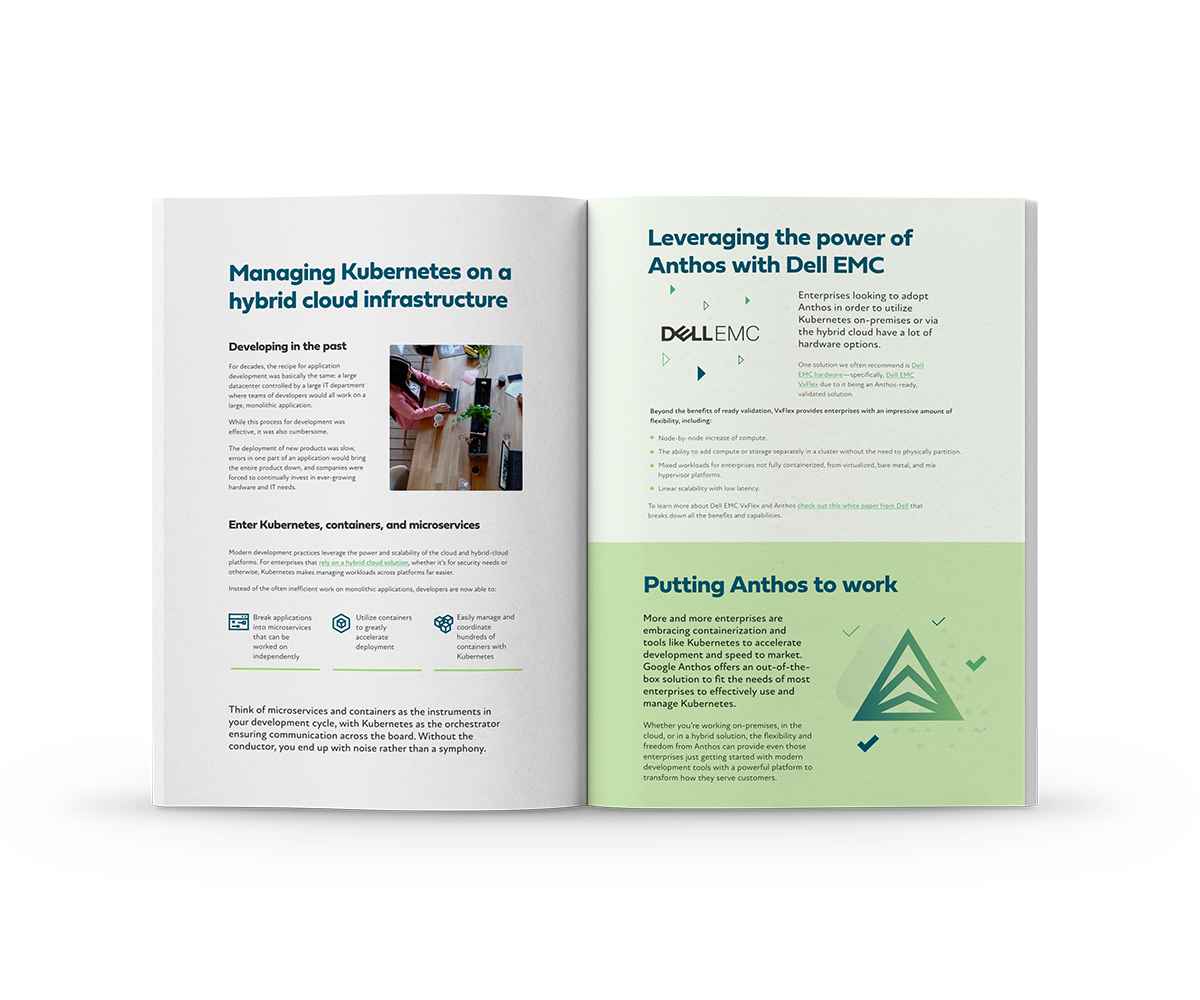 Managing Kubernetes on a
hybrid cloud infrastructure
Developing in the past
For decades, the recipe for application
development was basically the same: a large
datacenter controlled by a large IT department
where teams of developers would all work on a
large, monolithic application.
While this process for development was
effective, it was also cumbersome.
The deployment of new products was slow,
errors in one part of an application would bring
the entire product down, and companies were
forced to continually invest in ever-growing
hardware and IT needs.
Enter Kubernetes, containers, and microservices
Modern development practices leverage the power and scalability of the cloud and hybrid-cloud
platforms. For enterprises that rely on a hybrid cloud solution, whether it's for security needs or
otherwise, Kubernetes makes managing workloads across platforms far easier.
Instead of the often inefficient work on monolithic applications, developers are now able to:
Break applications
into microservices
that can be
worked on
independently
Utilize containers
to greatly
accelerate
deployment
Easily manage and
coordinate
hundreds of
containers with
Kubernetes
Think of microservices and containers as the instruments in
your development cycle, with Kubernetes as the orchestrator
ensuring communication across the board. Without the
conductor, you end up with noise rather than a symphony.
Leveraging the power of
Anthos with Dell EMC
DELL EMC
Enterprises looking to adopt
Anthos in order to utilize
Kubernetes on-premises or via
the hybrid cloud have a lot of
hardware options.
One solution we often recommend is Dell
EMC hardware—specifically, Dell EMC
VxFlex due to it being an Anthos-ready,
validated solution.
Beyond the benefits of ready validation, VxFlex provides enterprises with an impressive amount of
flexibility, including:
Node-by-node increase of compute.
The ability to add compute or storage separately in a cluster without the need to physically partition.
Mixed workloads for enterprises not fully containerized, from virtualized, bare metal, and mix
hypervisor platforms.
Linear scalability with low latency.
To learn more about Dell EMC VxFlex and Anthos check out this white paper from Dell that
breaks down all the benefits and capabilities.
Putting Anthos to work
More and more enterprises are
embracing containerization and
tools like Kubernetes to accelerate
development and speed to market.
Google Anthos offers an out-of-the-
box solution to fit the needs of most
enterprises to effectively use and
manage Kubernetes.
Whether you're working on-premises, in the
cloud, or in a hybrid solution, the flexibility and
freedom from Anthos can provide even those
enterprises just getting started with modern
development tools with a powerful platform to
transform how they serve customers.